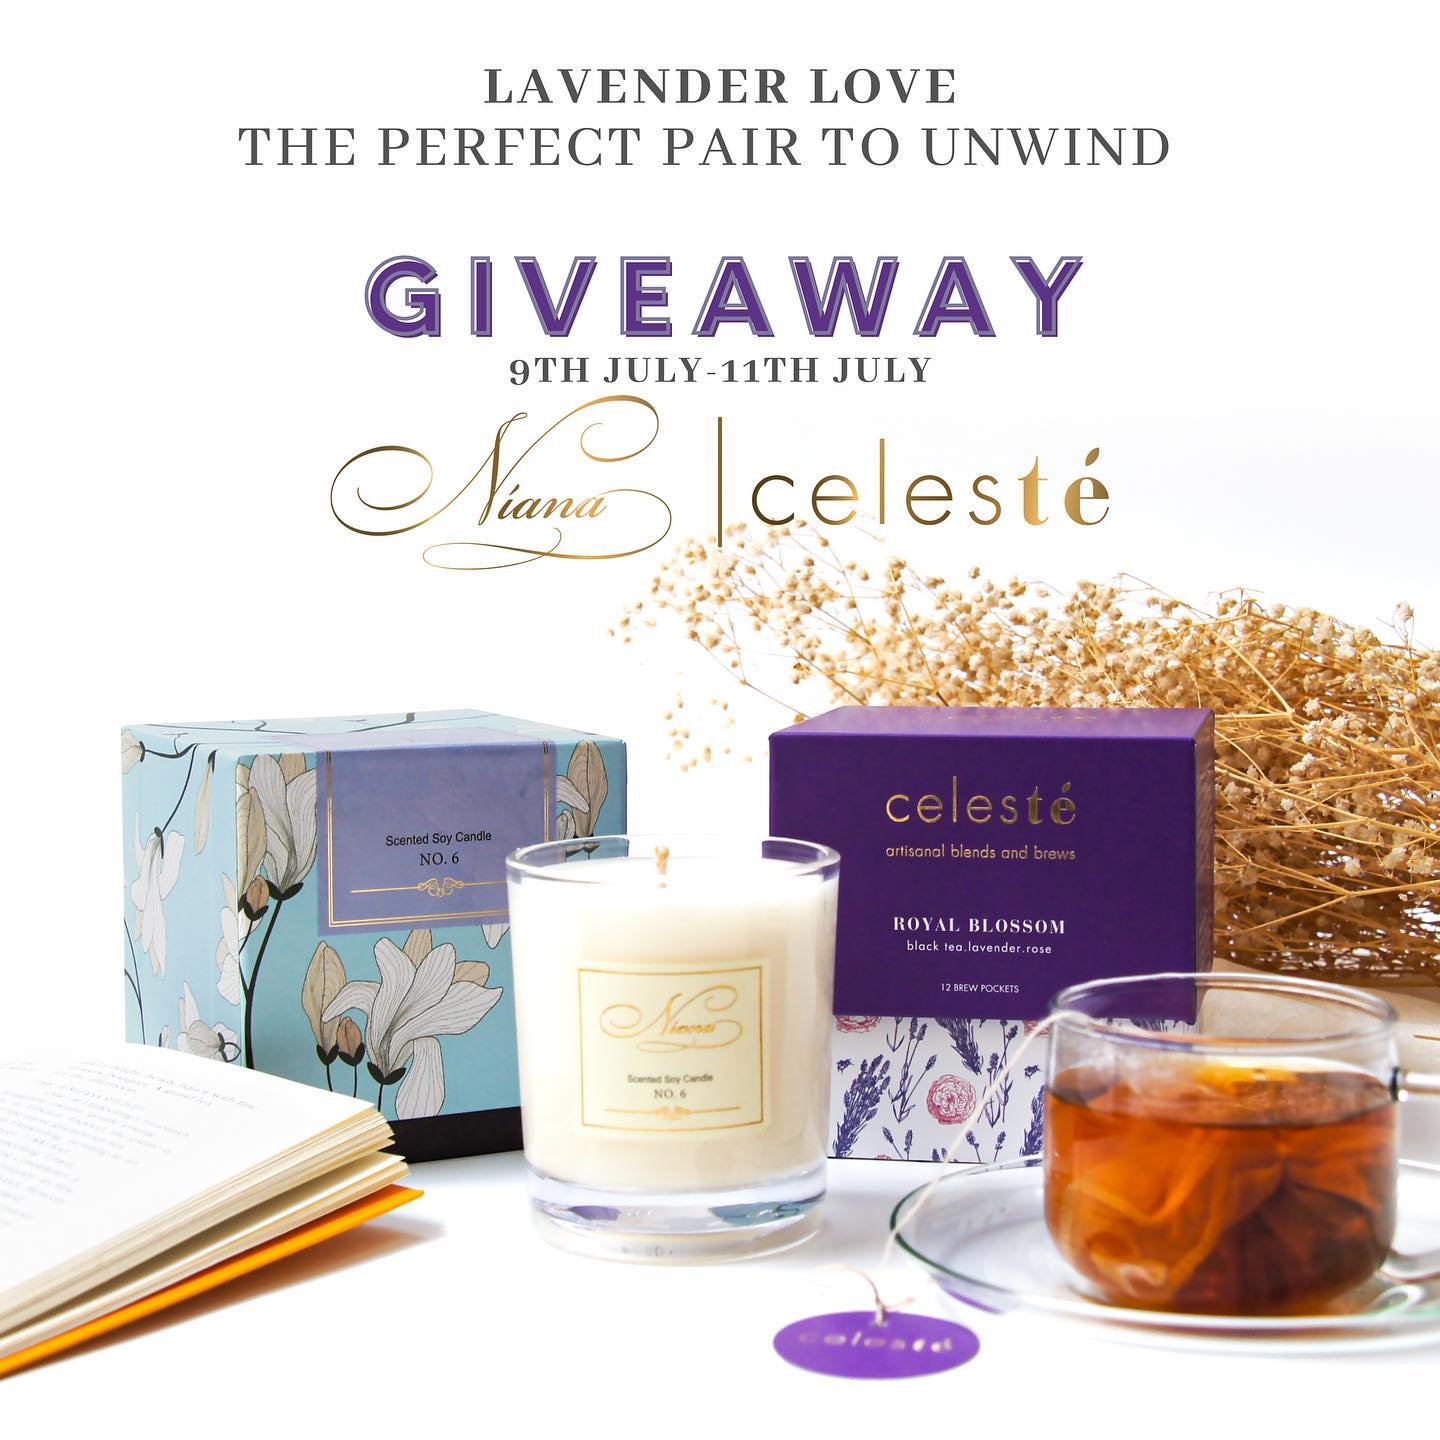 LAVENDER LOVE
THE PERFECT PAIR TO UNWIND
GIVEAWAY
9TH JULY-11TH JULY
Niana | celesté
Scented Soy Candle
NO. 6
celesté
artisanal blends and brews
ROYAL BLOSSOM
black tea.lavender.rose
12 BREW POCKETS
Niana
Scented Soy Candle
NO. 6
celesté